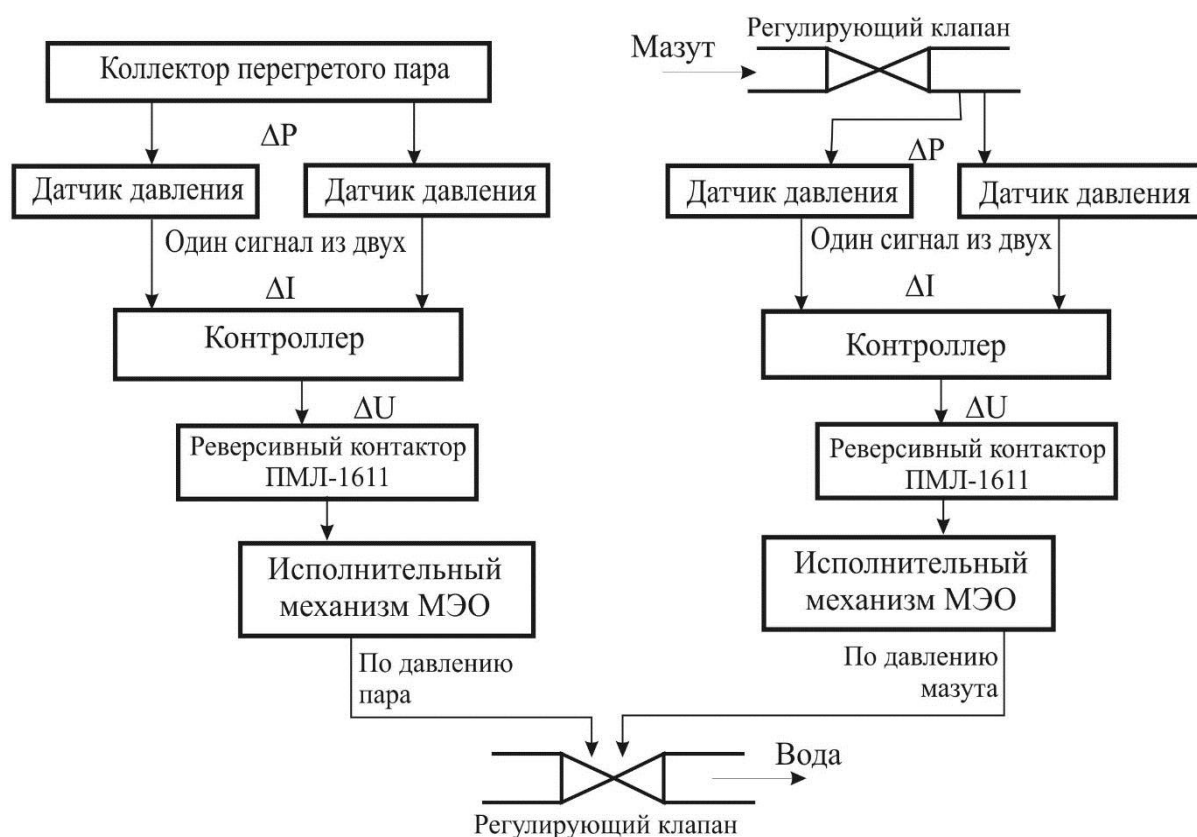 Коллектор перегретого пара
ΔP
Датчик давления
Датчик давления
Один сигнал из двух
ΔI
Контроллер
ΔU
Реверсивный контактор
ПМЛ-1611
Исполнительный
механизм МЭО
По давлению
пара
Регулирующий клапан
Мазут
ΔP
Датчик давления
Датчик давления
Один сигнал из двух
ΔI
Контроллер
ΔU
Реверсивный контактор
ПМЛ-1611
Исполнительный
механизм МЭО
По давлению
мазута
Вода
Регулирующий клапан